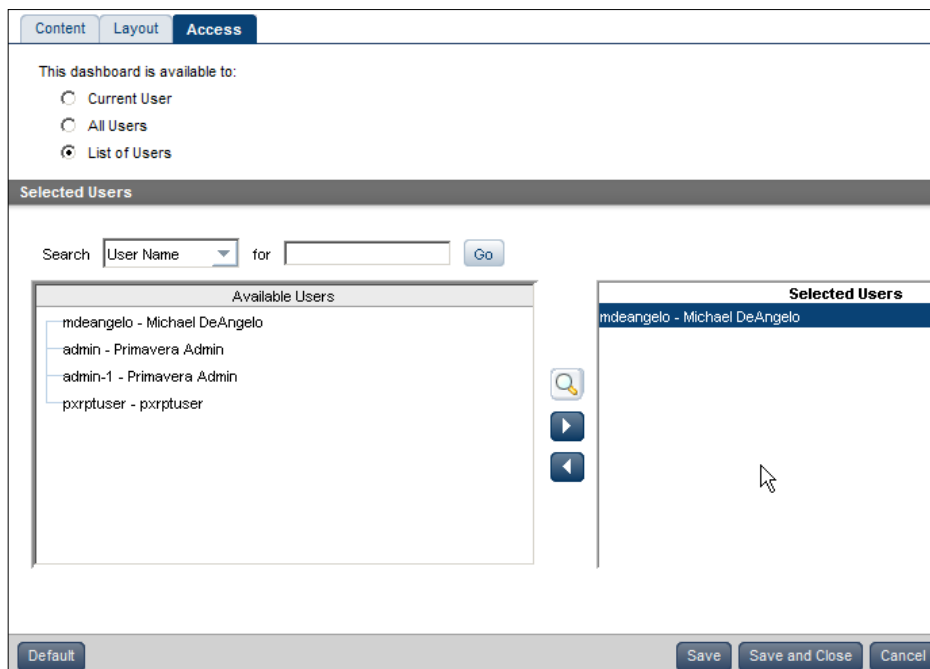 Content Layout Access
This dashboard is available to:
Current User
All Users
List of Users
Selected Users
Search User Name for Go
Available Users
mdeangelo - Michael DeAngelo
admin - Primavera Admin
admin-1 - Primavera Admin
pxrptuser - pxrptuser
Selected Users
mdeangelo - Michael DeAngelo
Default Save Save and Close Cancel